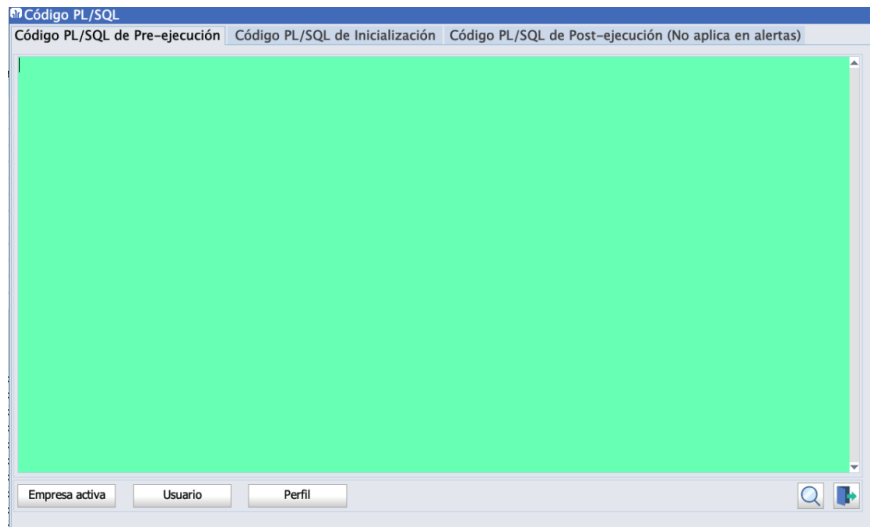 Código PL/SQL
Código PL/SQL de Pre-ejecución Código PL/SQL de Inicialización Código PL/SQL de Post-ejecución (No aplica en alertas)
Empresa activa Usuario Perfil